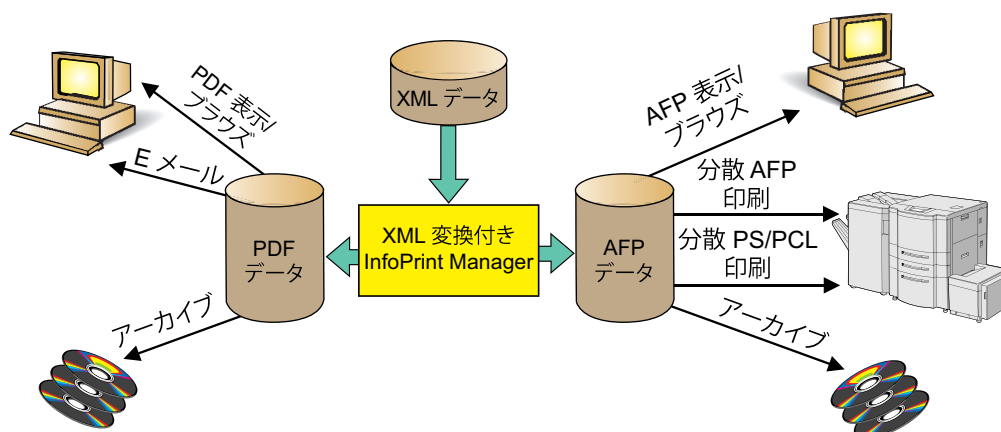 XML データ
PDF 表示/
ブラウズ
E メール
PDF
データ
アーカイブ
XML 変換付き
InfoPrint Manager
AFP 表示/
ブラウズ
分散 AFP
印刷
分散 PS/PCL
印刷
AFP
データ
アーカイブ